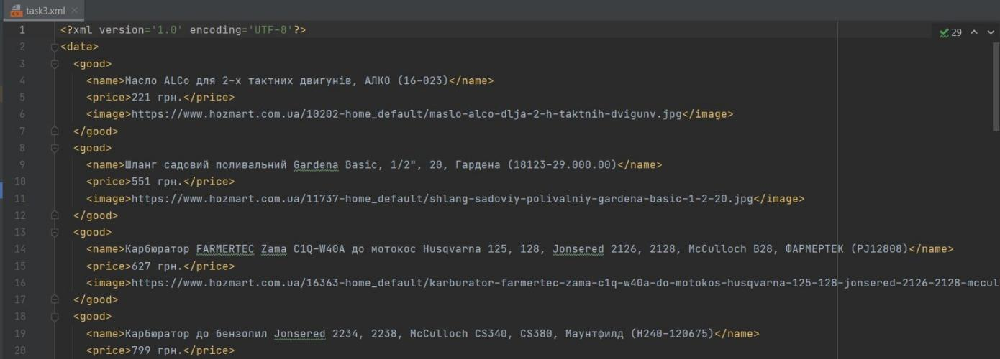 task3.xml
29
1 <?xml version='1.0' encoding='UTF-8'?>
2 <data>
3 <good>
4 <name>Масло ALCo для 2-х тактних двигунів, АЛКО (16-023)</name>
5 <price>221 грн.</price>
6 <image>https://www.hozmart.com.ua/10202-home_default/maslo-alco-dlja-2-h-taktnih-dvigunv.jpg</image>
7 </good>
8 <good>
9 <name>Шланг садовий поливальний Gardena Basic, 1/2", 20, Гардена (18123-29.000.00)</name>
10 <price>551 грн.</price>
11 <image>https://www.hozmart.com.ua/11737-home_default/shlang-sadoviy-polivalniy-gardena-basic-1-2-20.jpg</image>
12 </good>
13 <good>
14 <name>Карбюратор FARMERTEC Zama C1Q-W40A до мотокос Husqvarna 125, 128, Jonsered 2126, 2128, McCulloch B28, ФАРМЕРТЕК (PJ12808)</name>
15 <price>627 грн.</price>
16 <image>https://www.hozmart.com.ua/16363-home_default/karburator-farmertec-zama-c1q-w40a-do-motokos-husqvarna-125-128-jonsered-2126-2128-mccul
17 </good>
18 <good>
19 <name>Карбюратор до бензопил Jonsered 2234, 2238, McCulloch CS340, CS380, Маунтфилд (H240-120675)</name>
20 <price>799 грн.</price>